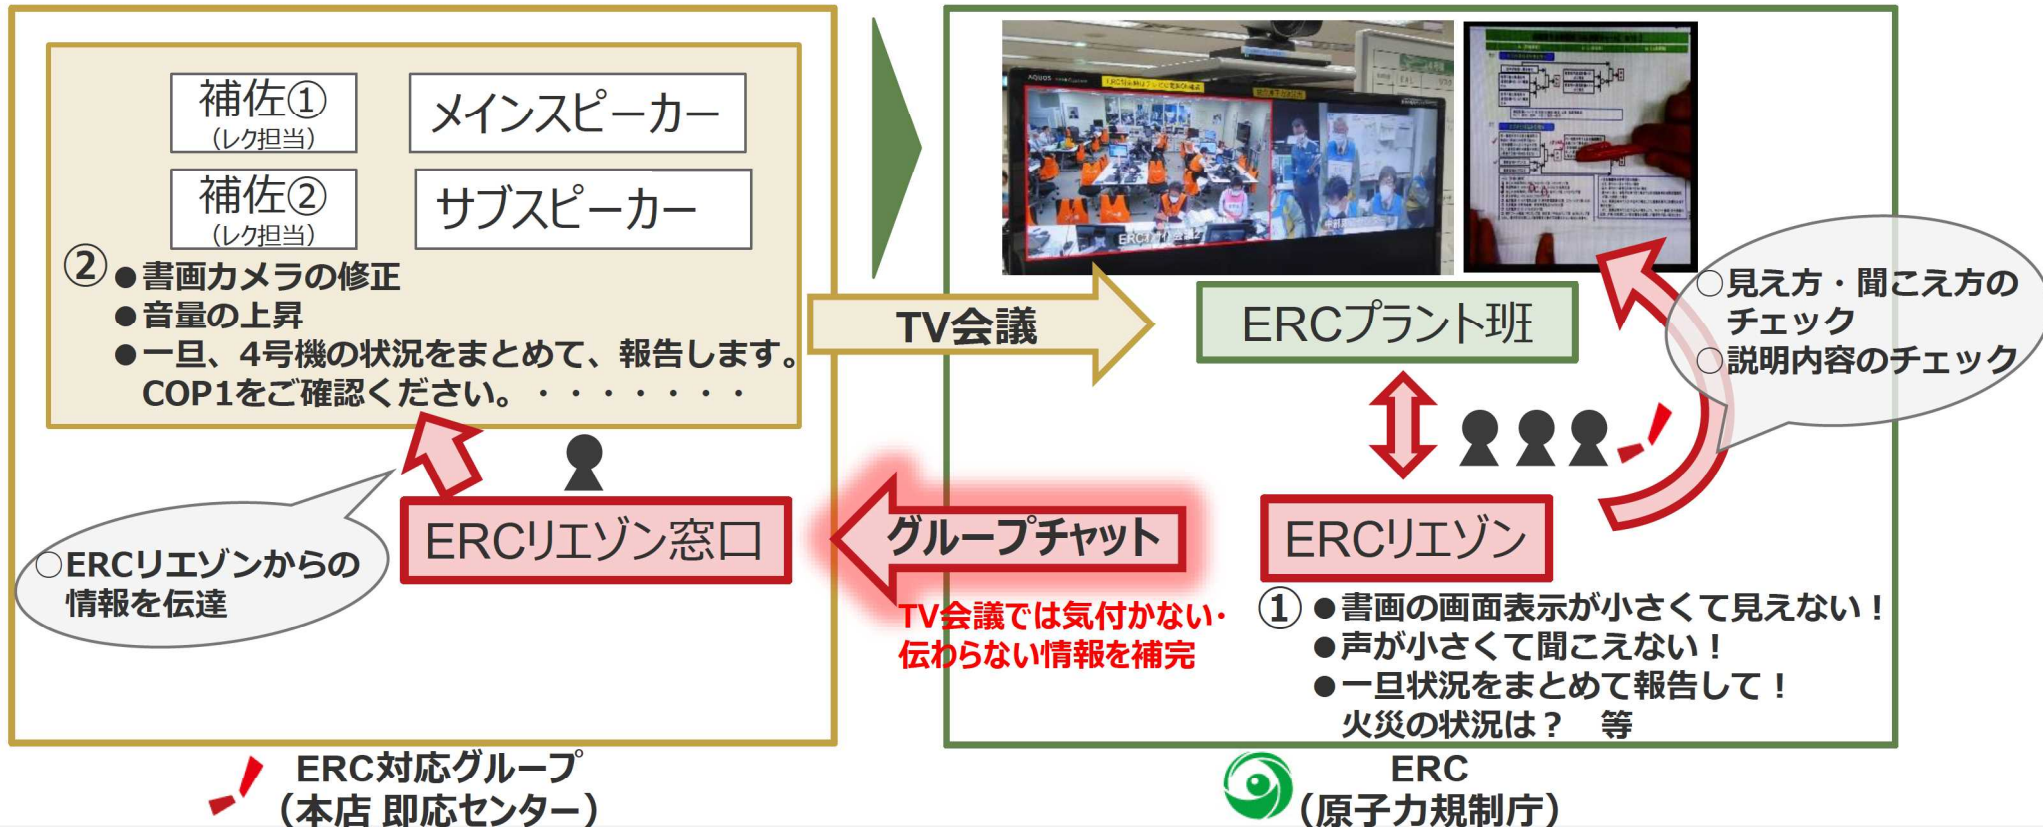 補佐①
（レク担当）
メインスピーカー
補佐②
（レク担当）
サブスピーカー
②
●書画カメラの修正
●音量の上昇
●一旦、4号機の状況をまとめて、報告します。
COP1をご確認ください。・・・・・・・
TV会議
AQUOS
ERCプラント班
○見え方・聞こえ方の
チェック
○説明内容のチェック
○ERCリエゾンからの
情報を伝達
ERCリエゾン窓口
グループチャット
TV会議では気付かない・
伝わらない情報を補完
ERCリエゾン
①
●書画の画面表示が小さくて見えない！
●声が小さくて聞こえない！
●一旦状況をまとめて報告して！
火災の状況は？　等
ERC対応グループ
（本店 即応センター）
ERC
（原子力規制庁）